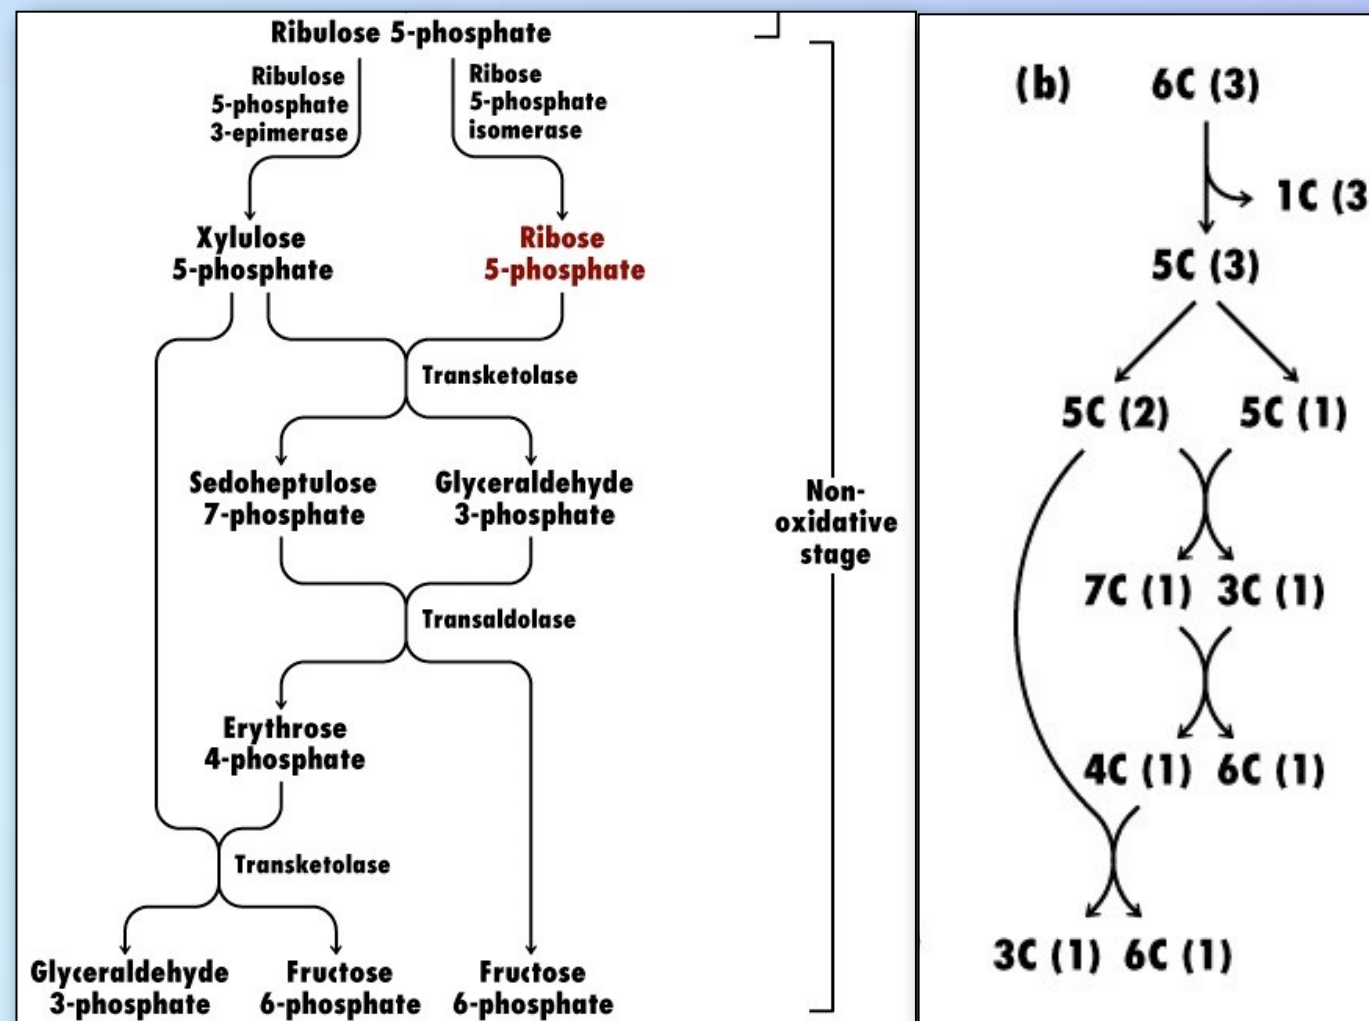 Ribulose 5-phosphate
Ribulose
5-phosphate
3-epimerase
Ribose
5-phosphate
isomerase
Xylulose
5-phosphate
Ribose
5-phosphate
Transketolase
Sedoheptulose
7-phosphate
Glyceraldehyde
3-phosphate
Non-
oxidative
stage
Transaldolase
Erythrose
4-phosphate
Transketolase
Glyceraldehyde
3-phosphate
Fructose
6-phosphate
Fructose
6-phosphate
(b)
6C (3)
1C (3
5C (3)
5C (2) 5C (1)
7C (1) 3C (1)
4C (1) 6C (1)
3C (1) 6C (1)